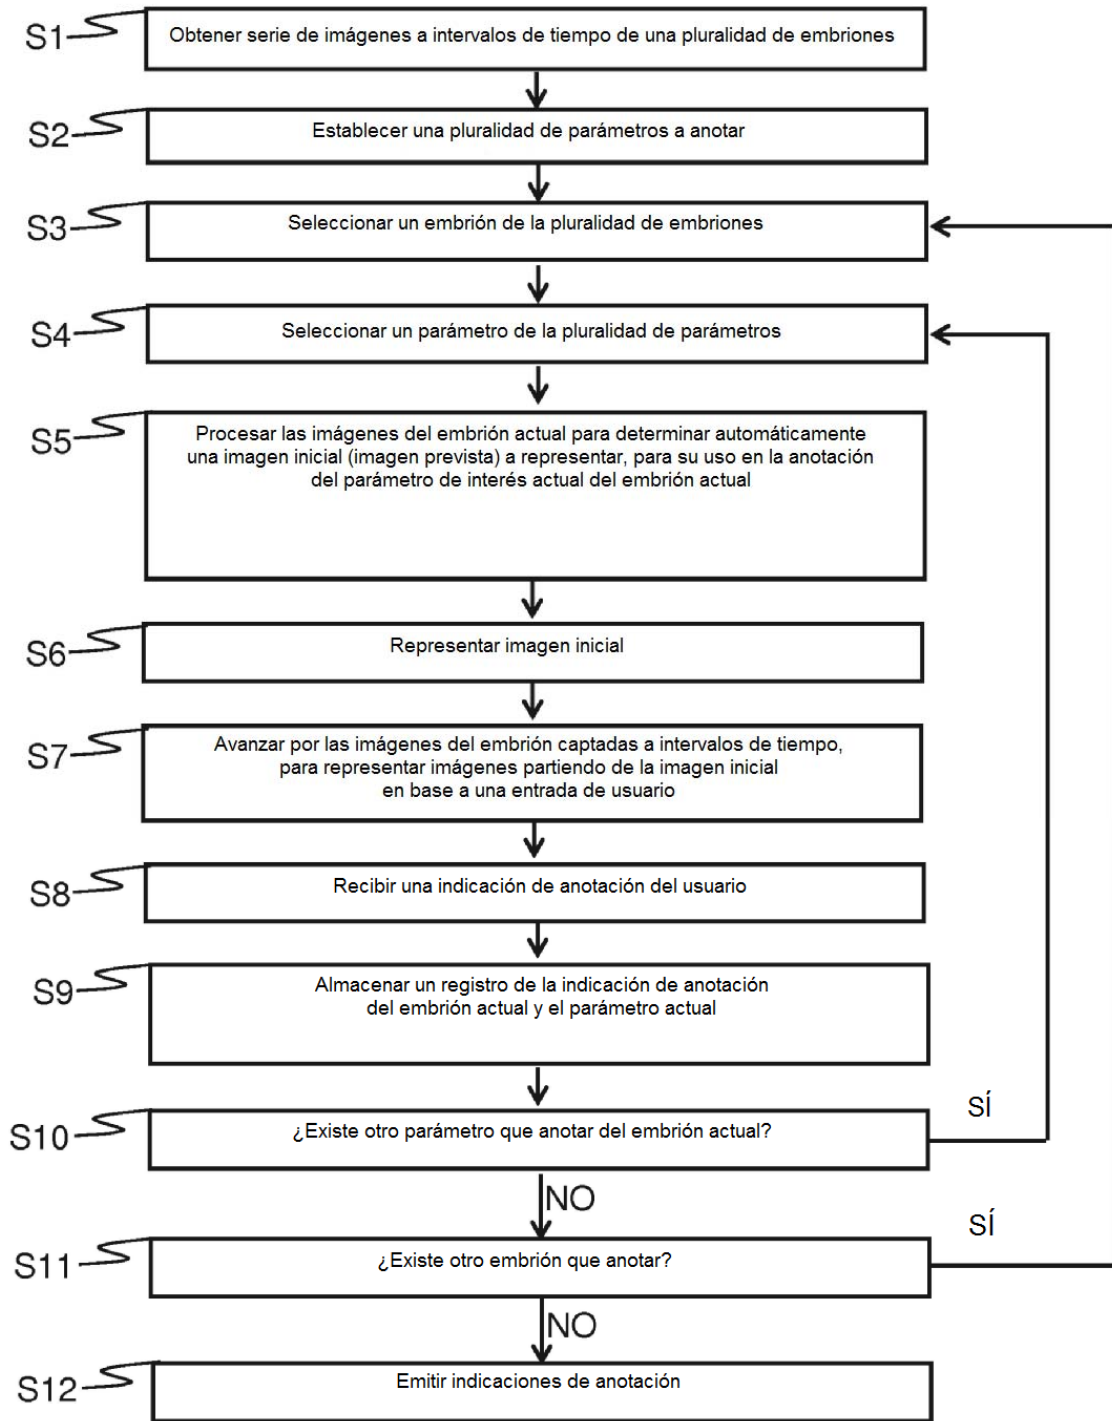 S1
Obtener serie de imágenes a intervalos de tiempo de una pluralidad de embriones
S2
Establecer una pluralidad de parámetros a anotar
S3
Seleccionar un embrión de la pluralidad de embriones
S4
Seleccionar un parámetro de la pluralidad de parámetros
S5
Procesar las imágenes del embrión actual para determinar automáticamente
una imagen inicial (imagen prevista) a representar, para su uso en la anotación
del parámetro de interés actual del embrión actual
S6
Representar imagen inicial
S7
Avanzar por las imágenes del embrión captadas a intervalos de tiempo,
para representar imágenes partiendo de la imagen inicial
en base a una entrada de usuario
S8
Recibir una indicación de anotación del usuario
S9
Almacenar un registro de la indicación de anotación
del embrión actual y el parámetro actual
S10
¿Existe otro parámetro que anotar del embrión actual?
SÍ
NO
S11
¿Existe otro embrión que anotar?
SÍ
NO
S12
Emitir indicaciones de anotación